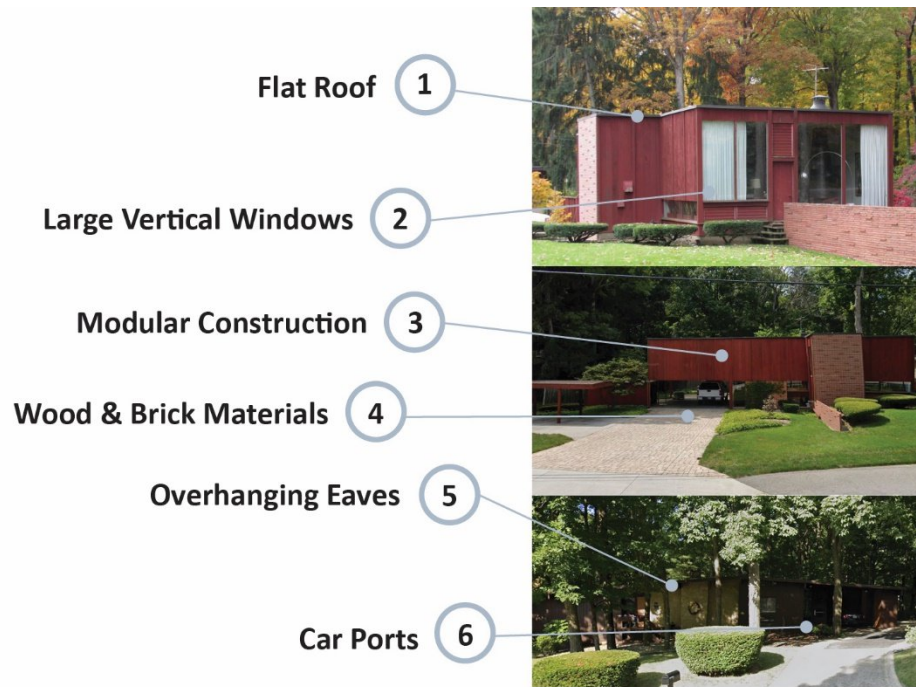 Flat Roof 1
Large Vertical Windows 2
Modular Construction 3
Wood & Brick Materials 4
Overhanging Eaves 5
Car Ports 6